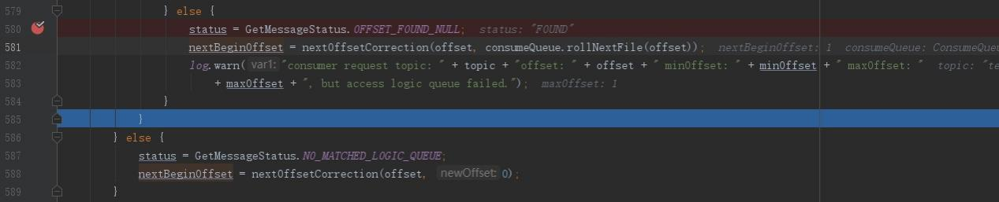 579 } else {
580 status = GetMessageStatus.OFFSET_FOUND_NULL; status: "FOUND"
581 nextBeginOffset = nextOffsetCorrection(offset, consumeQueue.rollNextFile(offset)); nextBeginOffset: 1 consumeQueue: ConsumeQue
582 log.warn( var1: "consumer request topic: " + topic + "offset: " + offset + " minOffset: " + minOffset + " maxOffset: " topic: "te
583 + maxOffset + ", but access logic queue failed."); maxOffset: 1
584 }
585 }
586 } else {
587 status = GetMessageStatus.NO_MATCHED_LOGIC_QUEUE;
588 nextBeginOffset = nextOffsetCorrection(offset, newOffset: 0);
589 }